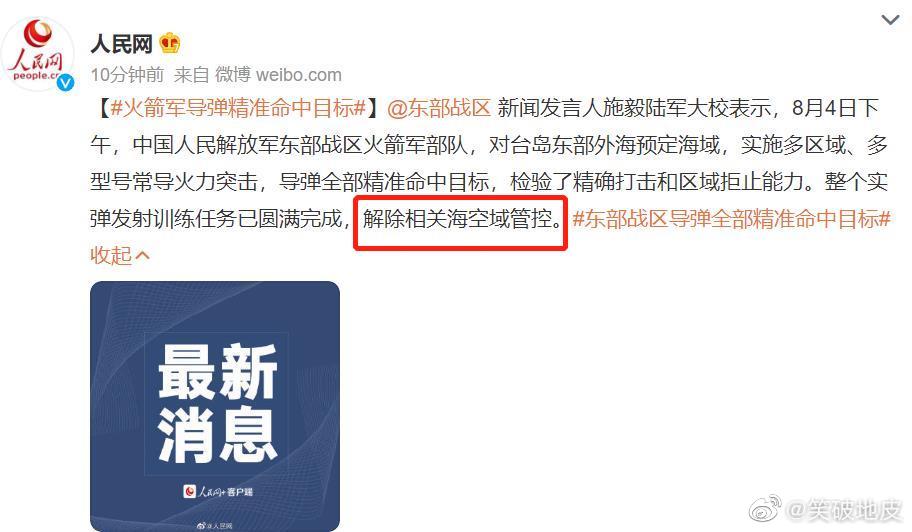 人民网
people.cn
人民网
10分钟前 来自 微博 weibo.com
【#火箭军导弹精准命中目标#】@东部战区 新闻发言人施毅陆军大校表示，8月4日下
午，中国人民解放军东部战区火箭军部队，对台岛东部外海预定海域，实施多区域、多
型号常导火力突击，导弹全部精准命中目标，检验了精确打击和区域拒止能力。整个实
弹发射训练任务已圆满完成，解除相关海空域管控。#东部战区导弹全部精准命中目标#
收起
最新
消息
人民网+客户端
@人民网
@笑破地皮